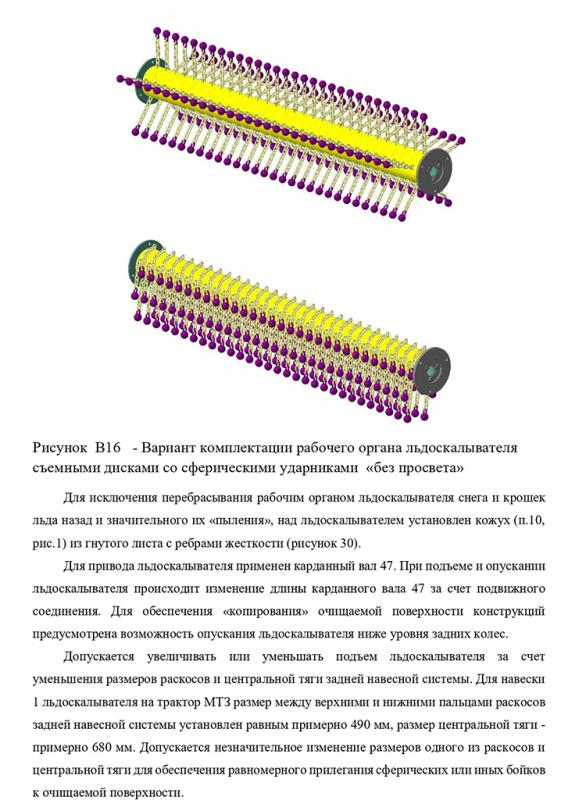 Рисунок В16 - Вариант комплектации рабочего органа льдоскалывателя
съемными дисками со сферическими ударниками «без просвета»
Для исключения перебрасывания рабочим органом льдоскалывателя снега и крошек
льда назад и значительного их «пыления», над льдоскалывателем установлен кожух (п.10,
рис.1) из гнутого листа с ребрами жесткости (рисунок 30).
Для привода льдоскалывателя применен карданный вал 47. При подъеме и опускании
льдоскалывателя происходит изменение длины карданного вала 47 за счет подвижного
соединения. Для обеспечения «копирования» очищаемой поверхности конструкций
предусмотрена возможность опускания льдоскалывателя ниже уровня задних колес.
Допускается увеличивать или уменьшать подъем льдоскалывателя за счет
уменьшения размеров раскосов и центральной тяги задней навесной системы. Для навески
1 льдоскалывателя на трактор МТЗ размер между верхними и нижними пальцами раскосов
задней навесной системы установлен равным примерно 490 мм, размер центральной тяги -
примерно 680 мм. Допускается незначительное изменение размеров одного из раскосов и
центральной тяги для обеспечения равномерного прилегания сферических или иных бойков
к очищаемой поверхности.